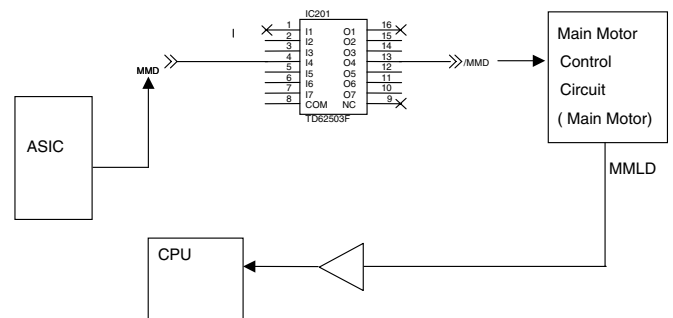 IC201
I
1 I1 O1 16
2 I2 O2 15
3 I3 O3 14
4 I4 O4 13
5 I5 O5 12
6 I6 O6 11
7 I7 O7 10
8 COM NC 9
TD62503F
MMD
/MMD
Main Motor
Control
Circuit
( Main Motor)
ASIC
MMLD
CPU